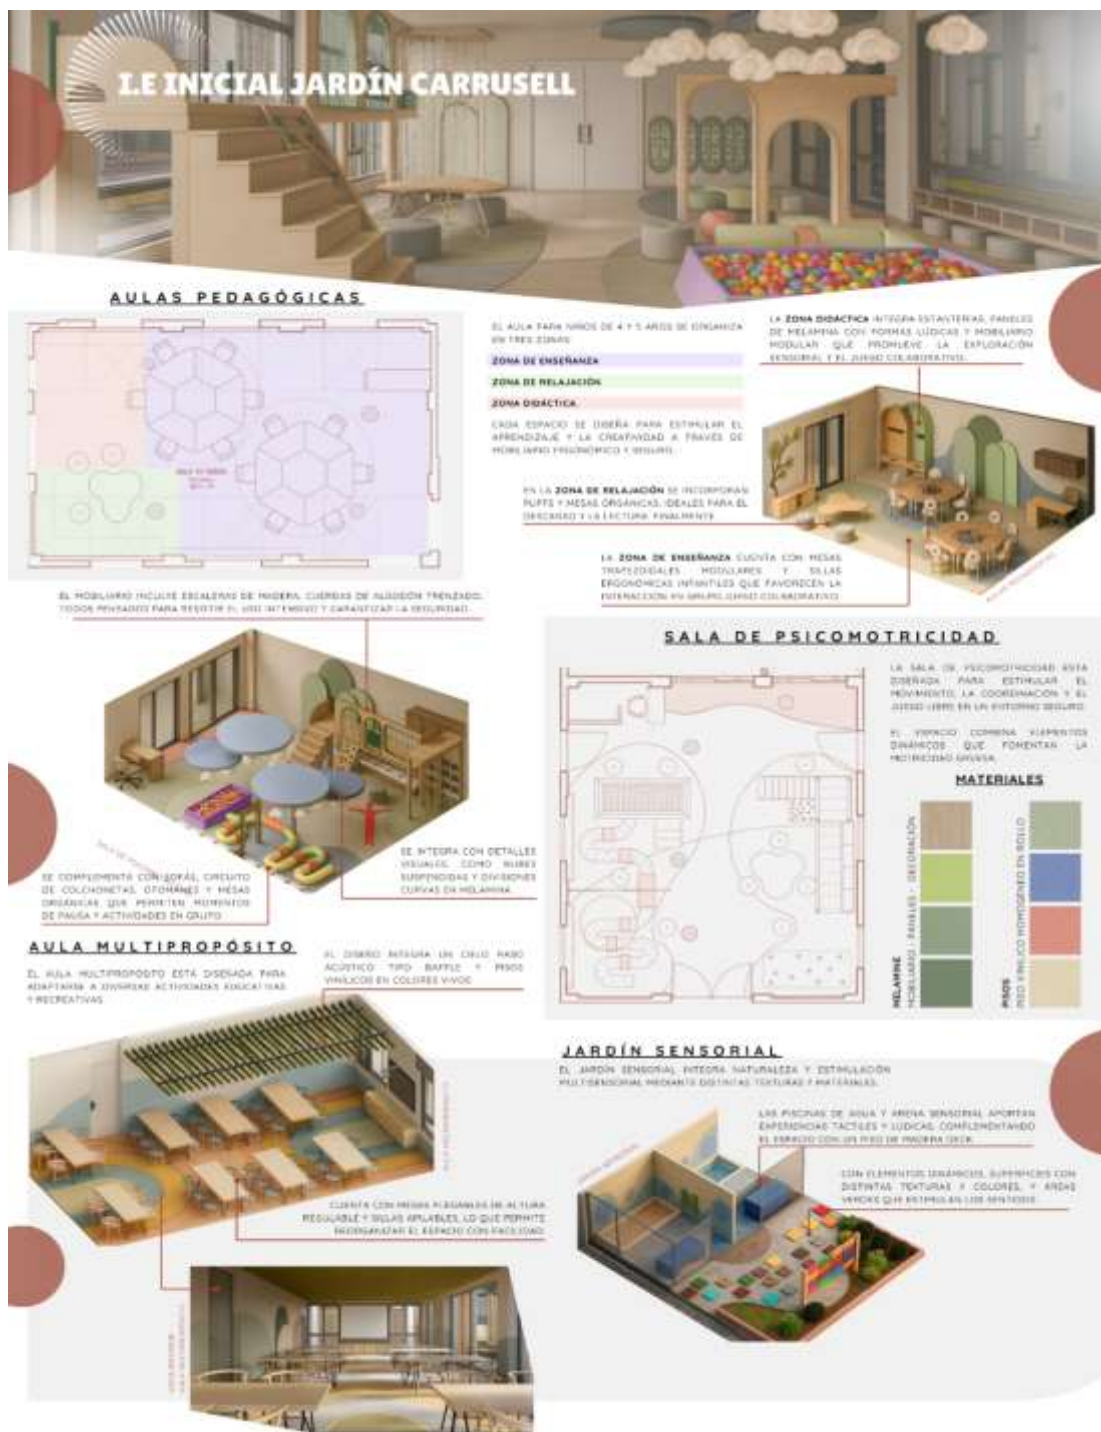 I.E INICIAL JARDÍN CARRUSELL
AULAS PEDAGÓGICAS
EL AULA PARA NIÑOS DE 4 Y 5 AÑOS SE ORGANIZA
EN TRES ZONAS:
ZONA DE ENSEÑANZA
ZONA DE RELAJACIÓN
ZONA DIDÁCTICA
CADA ESPACIO SE DISEÑA PARA ESTIMULAR EL
APRENDIZAJE Y LA CREATIVIDAD A TRAVÉS DE
MOBILIARIO ERGONÓMICO Y SEGURO.
LA ZONA DIDÁCTICA INTEGRA ESTANTERÍAS, PANELES
DE MELAMINA CON FORMAS LÚDICAS Y MOBILIARIO
MODULAR QUE PROMUEVE LA EXPLORACIÓN
SENSORIAL Y EL JUEGO COLABORATIVO.
EN LA ZONA DE RELAJACIÓN SE INCORPORAN
PUFFS Y MESAS ORGÁNICAS, IDEALES PARA EL
DESCANSO Y LA LECTURA. FINALMENTE
LA ZONA DE ENSEÑANZA CUENTA CON MESAS
TRAPEZOIDALES MODULARES Y SILLAS
ERGONÓMICAS INFANTILES QUE FAVORECEN LA
INTERACCIÓN EN GRUPO JUEGO COLABORATIVO.
EL MOBILIARIO INCLUYE ESCALERAS DE MADERA, CUERDAS DE ALGODÓN TRENZADO,
TODOS PENSADOS PARA RESISTIR EL USO INTENSIVO Y GARANTIZAR LA SEGURIDAD.
SE INTEGRA CON DETALLES
VISUALES, COMO NUBES
SUSPENDIDAS Y DIVISIONES
CURVAS EN MELAMINA.
SE COMPLEMENTA CON SOFÁS, CIRCUITO
DE COLCHONETAS, OTOMANES Y MESAS
ORGÁNICAS QUE PERMITEN MOMENTOS
DE PAUSA Y ACTIVIDADES EN GRUPO.
SALA DE PSICOMOTRICIDAD
LA SALA DE PSICOMOTRICIDAD ESTÁ
DISEÑADA PARA ESTIMULAR EL
MOVIMIENTO, LA COORDINACIÓN Y EL
JUEGO LIBRE EN UN ENTORNO SEGURO.
EL ESPACIO COMBINA ELEMENTOS
DINÁMICOS QUE FOMENTAN LA
MOTRICIDAD GRUESA.
MATERIALES
MELAMINE
MOBILIARIO - PANELES - DECORACIÓN
PISOS
PISO VINÍLICO HOMOGENEO EN ROLLO
AULA MULTIPROPÓSITO
EL AULA MULTIPROPÓSITO ESTÁ DISEÑADA PARA
ADAPTARSE A DIVERSAS ACTIVIDADES EDUCATIVAS
Y RECREATIVAS.
EL DISEÑO INTEGRA UN CIELO RASO
ACÚSTICO TIPO BAFFLE Y PISOS
VINÍLICOS EN COLORES VIVOS
CUENTA CON MESAS PLEGABLES DE ALTURA
REGULABLE Y SILLAS APILABLES, LO QUE PERMITE
REORGANIZAR EL ESPACIO CON FACILIDAD.
JARDÍN SENSORIAL
EL JARDÍN SENSORIAL INTEGRA NATURALEZA Y ESTIMULACIÓN
MULTISENSORIAL MEDIANTE DISTINTAS TEXTURAS Y MATERIALES.
LAS PISCINAS DE AGUA Y ARENA SENSORIAL APORTAN
EXPERIENCIAS TÁCTILES Y LÚDICAS, COMPLEMENTANDO
EL ESPACIO CON UN PISO DE MADERA DECK.
CON ELEMENTOS DINÁMICOS, SUPERFICIES CON
DISTINTAS TEXTURAS Y COLORES, Y ÁREAS
VERDES QUE ESTIMULAN LOS SENTIDOS.